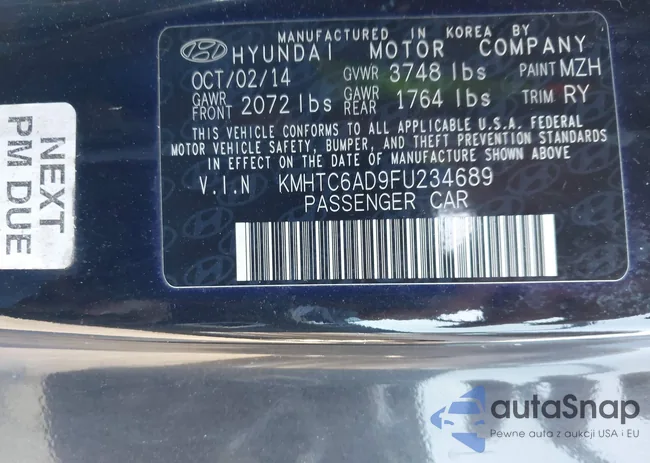 MANUFACTURED IN KOREA BY
HYUNDAI MOTOR COMPANY
OCT/02/14 GVWR 3748 lbs PAINT MZH
GAWR FRONT 2072 lbs GAWR REAR 1764 lbs TRIM RY
THIS VEHICLE CONFORMS TO ALL APPLICABLE U.S.A. FEDERAL
MOTOR VEHICLE SAFETY, BUMPER, AND THEFT PREVENTION STANDARDS
IN EFFECT ON THE DATE OF MANUFACTURE SHOWN ABOVE
V.I.N KMHTC6AD9FU234689
PASSENGER CAR
NEXT
PM DUE
autaSnap
Pewne auta z aukcji USA i EU